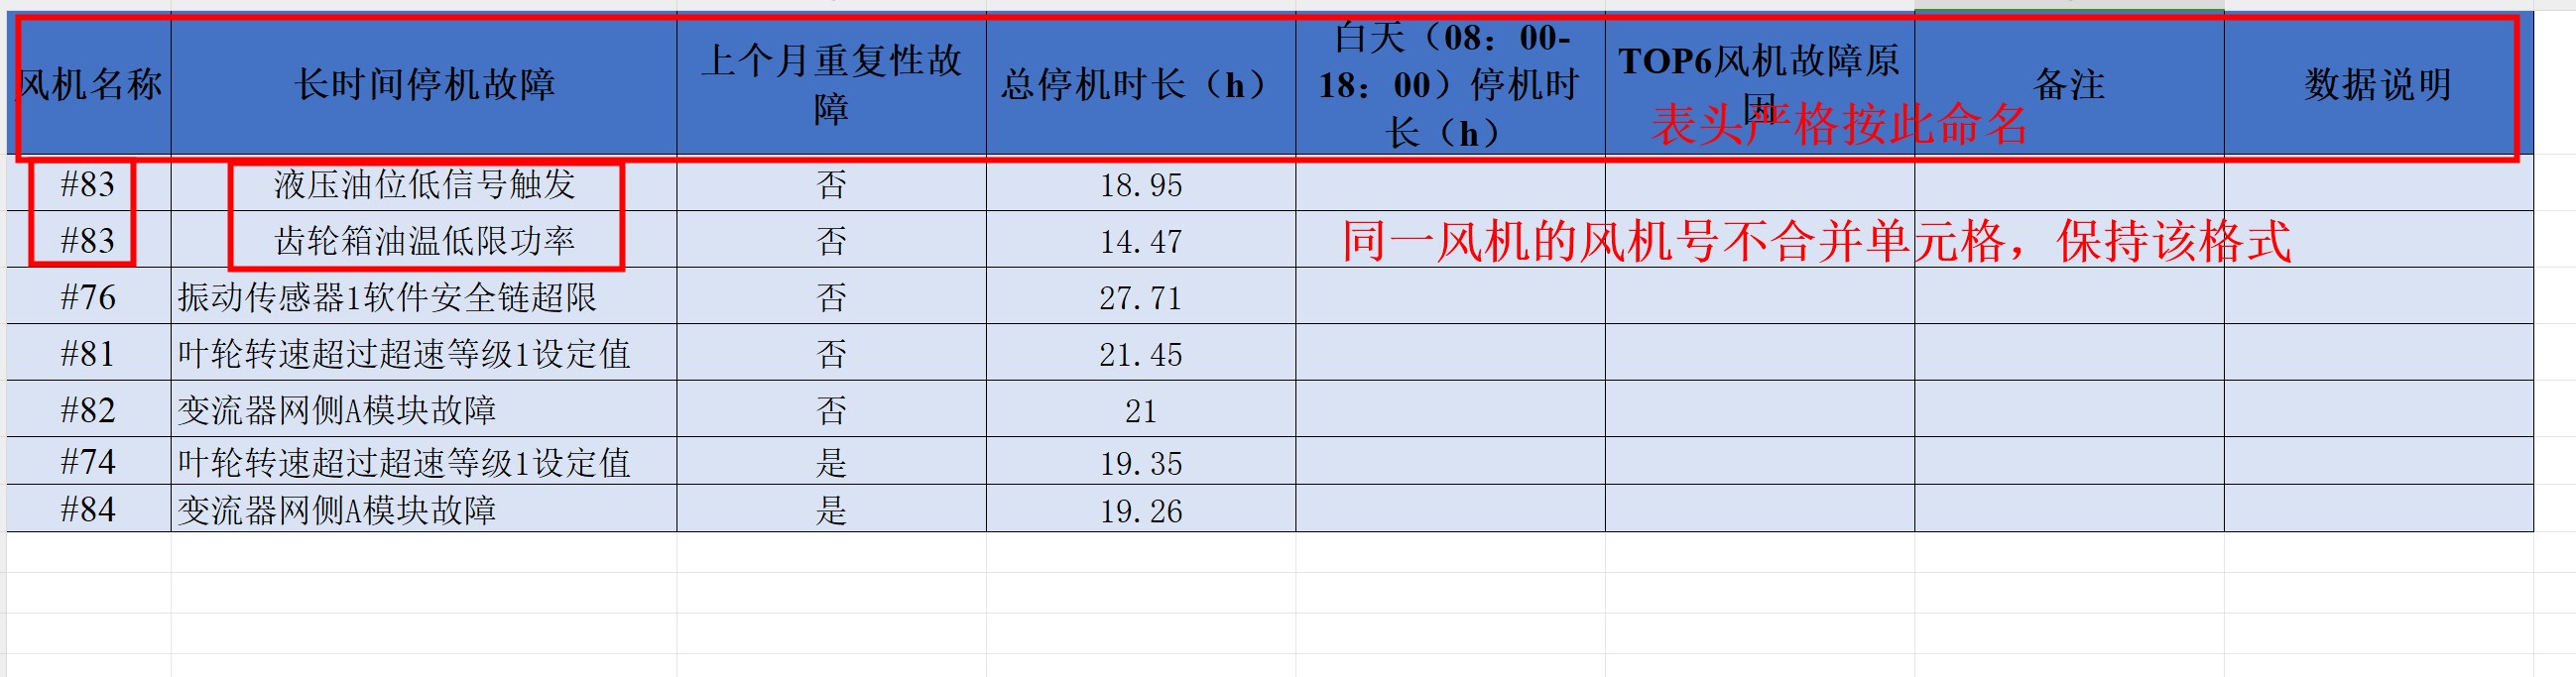 风机名称
长时间停机故障
上个月重复性故
障
总停机时长（h）
白天（08：00-
18：00）停机时
长（h）
TOP6风机故障原
因
备注
数据说明
表头严格按此命名
#83
液压油位低信号触发
否
18.95
#83
齿轮箱油温低限功率
否
14.47
同一风机的风机号不合并单元格，保持该格式
#76
振动传感器1软件安全链超限
否
27.71
#81
叶轮转速超过超速等级1设定值
否
21.45
#82
变流器网侧A模块故障
否
21
#74
叶轮转速超过超速等级1设定值
是
19.35
#84
变流器网侧A模块故障
是
19.26